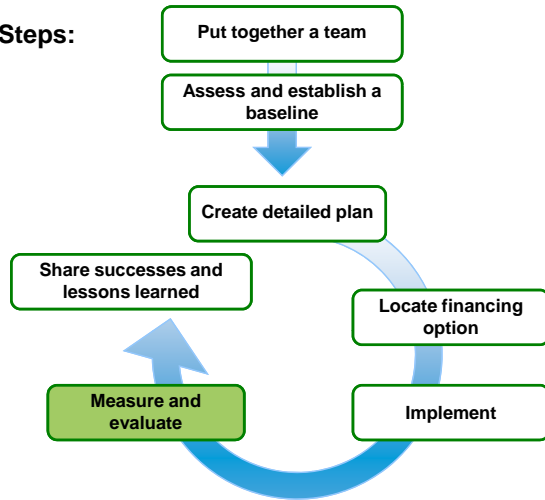 Steps:
Put together a team
Assess and establish a
baseline
Create detailed plan
Share successes and
lessons learned
Locate financing
option
Measure and
evaluate
Implement